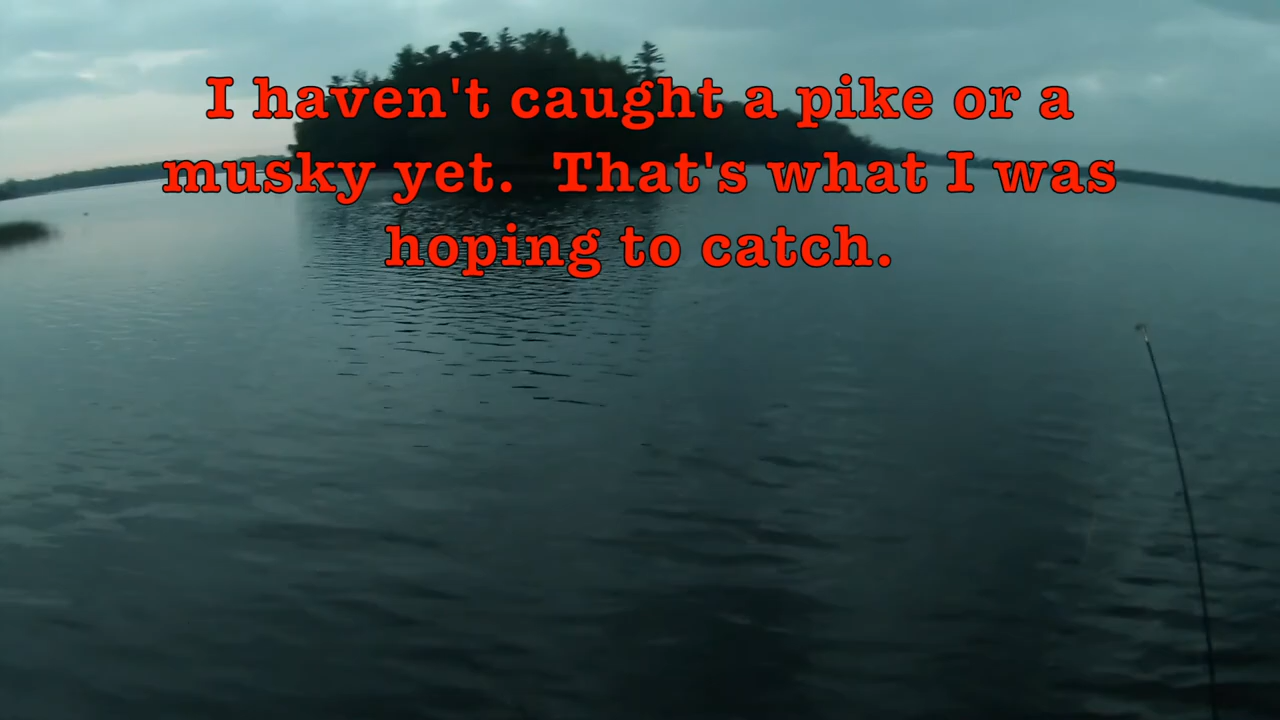 I haven't caught a pike or a
musky yet.  That's what I was
hoping to catch.